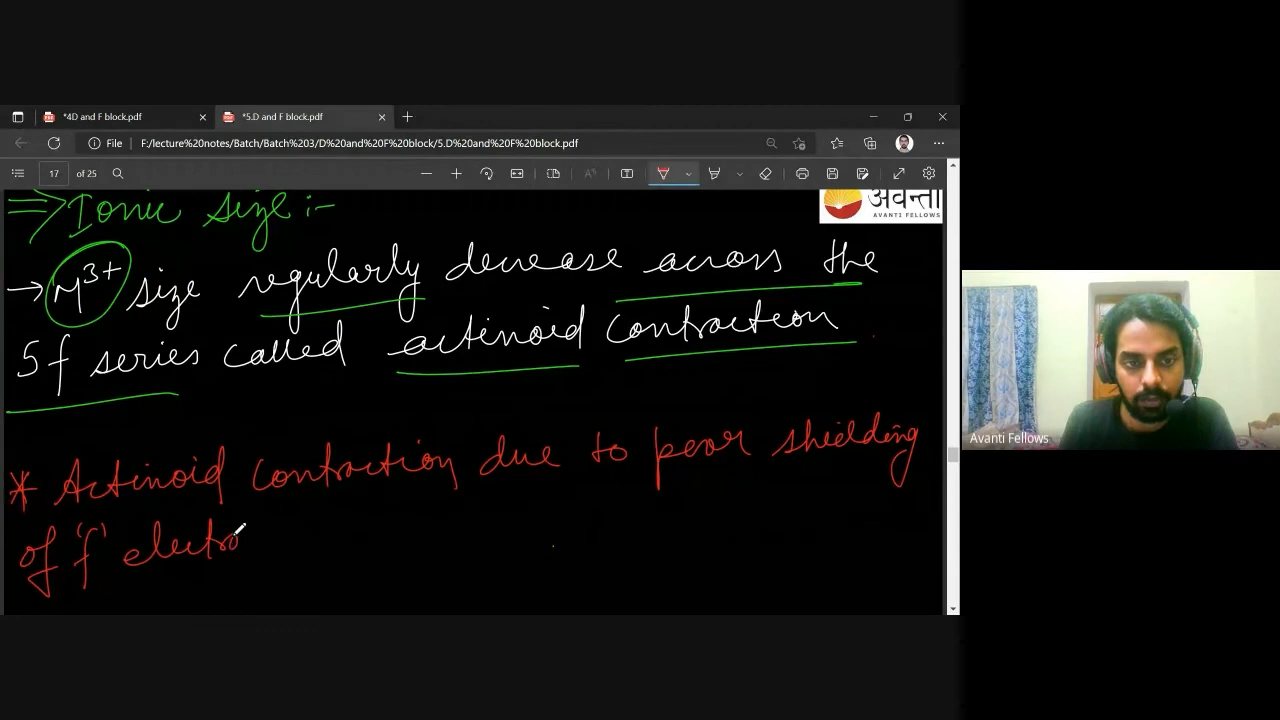 *4D and F block.pdf
*5.D and F block.pdf
File
F:/lecture%20notes/Batch/Batch%203/D%20and%20F%20block/5.D%20and%20F%20block.pdf
17 of 25
अवन्ती
AVANTI FELLOWS
=> Ionic size :-
→ M³⁺ size regularly decrease across the
5f series called actinoid contraction
* Actinoid contraction due to poor shielding
of 'f' electro
Avanti Fellows